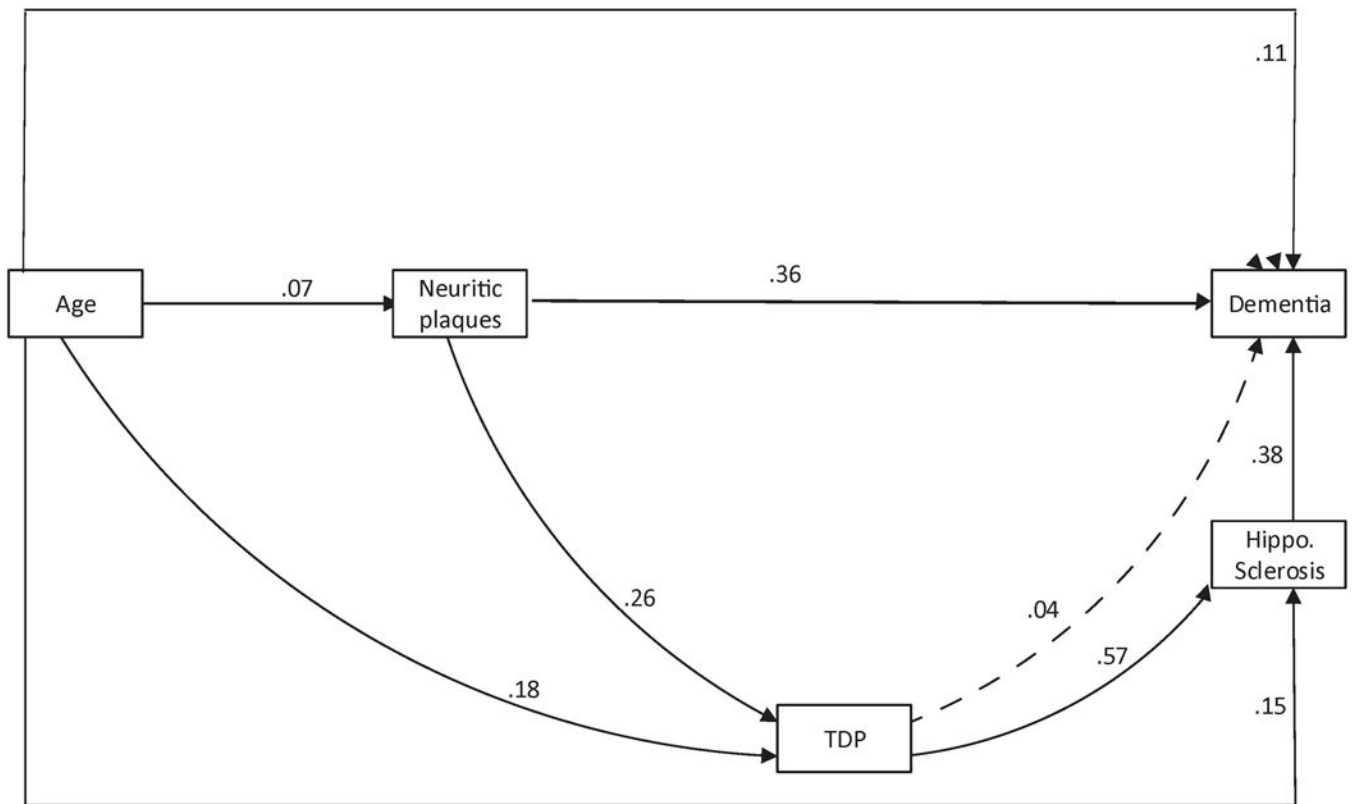 .11
.07
Neuritic
plaques
.36
Age
Dementia
.38
Hippo.
Sclerosis
.26
.04
.57
.18
.15
TDP